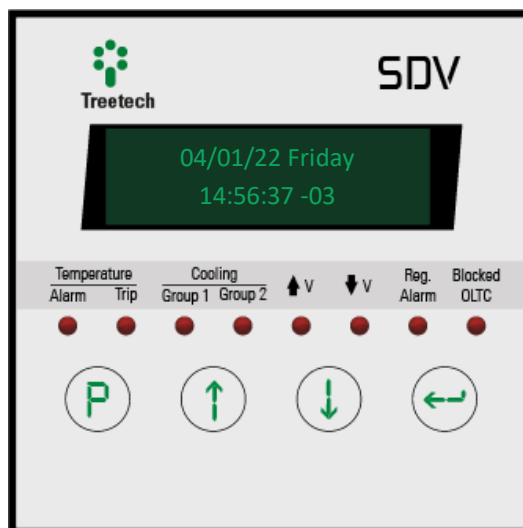 Treetech
SDV
04/01/22 Friday
14:56:37 -03
Temperature
Alarm Trip
Cooling
Group 1 Group 2
V
V
Reg.
Alarm
Blocked
OLTC
P